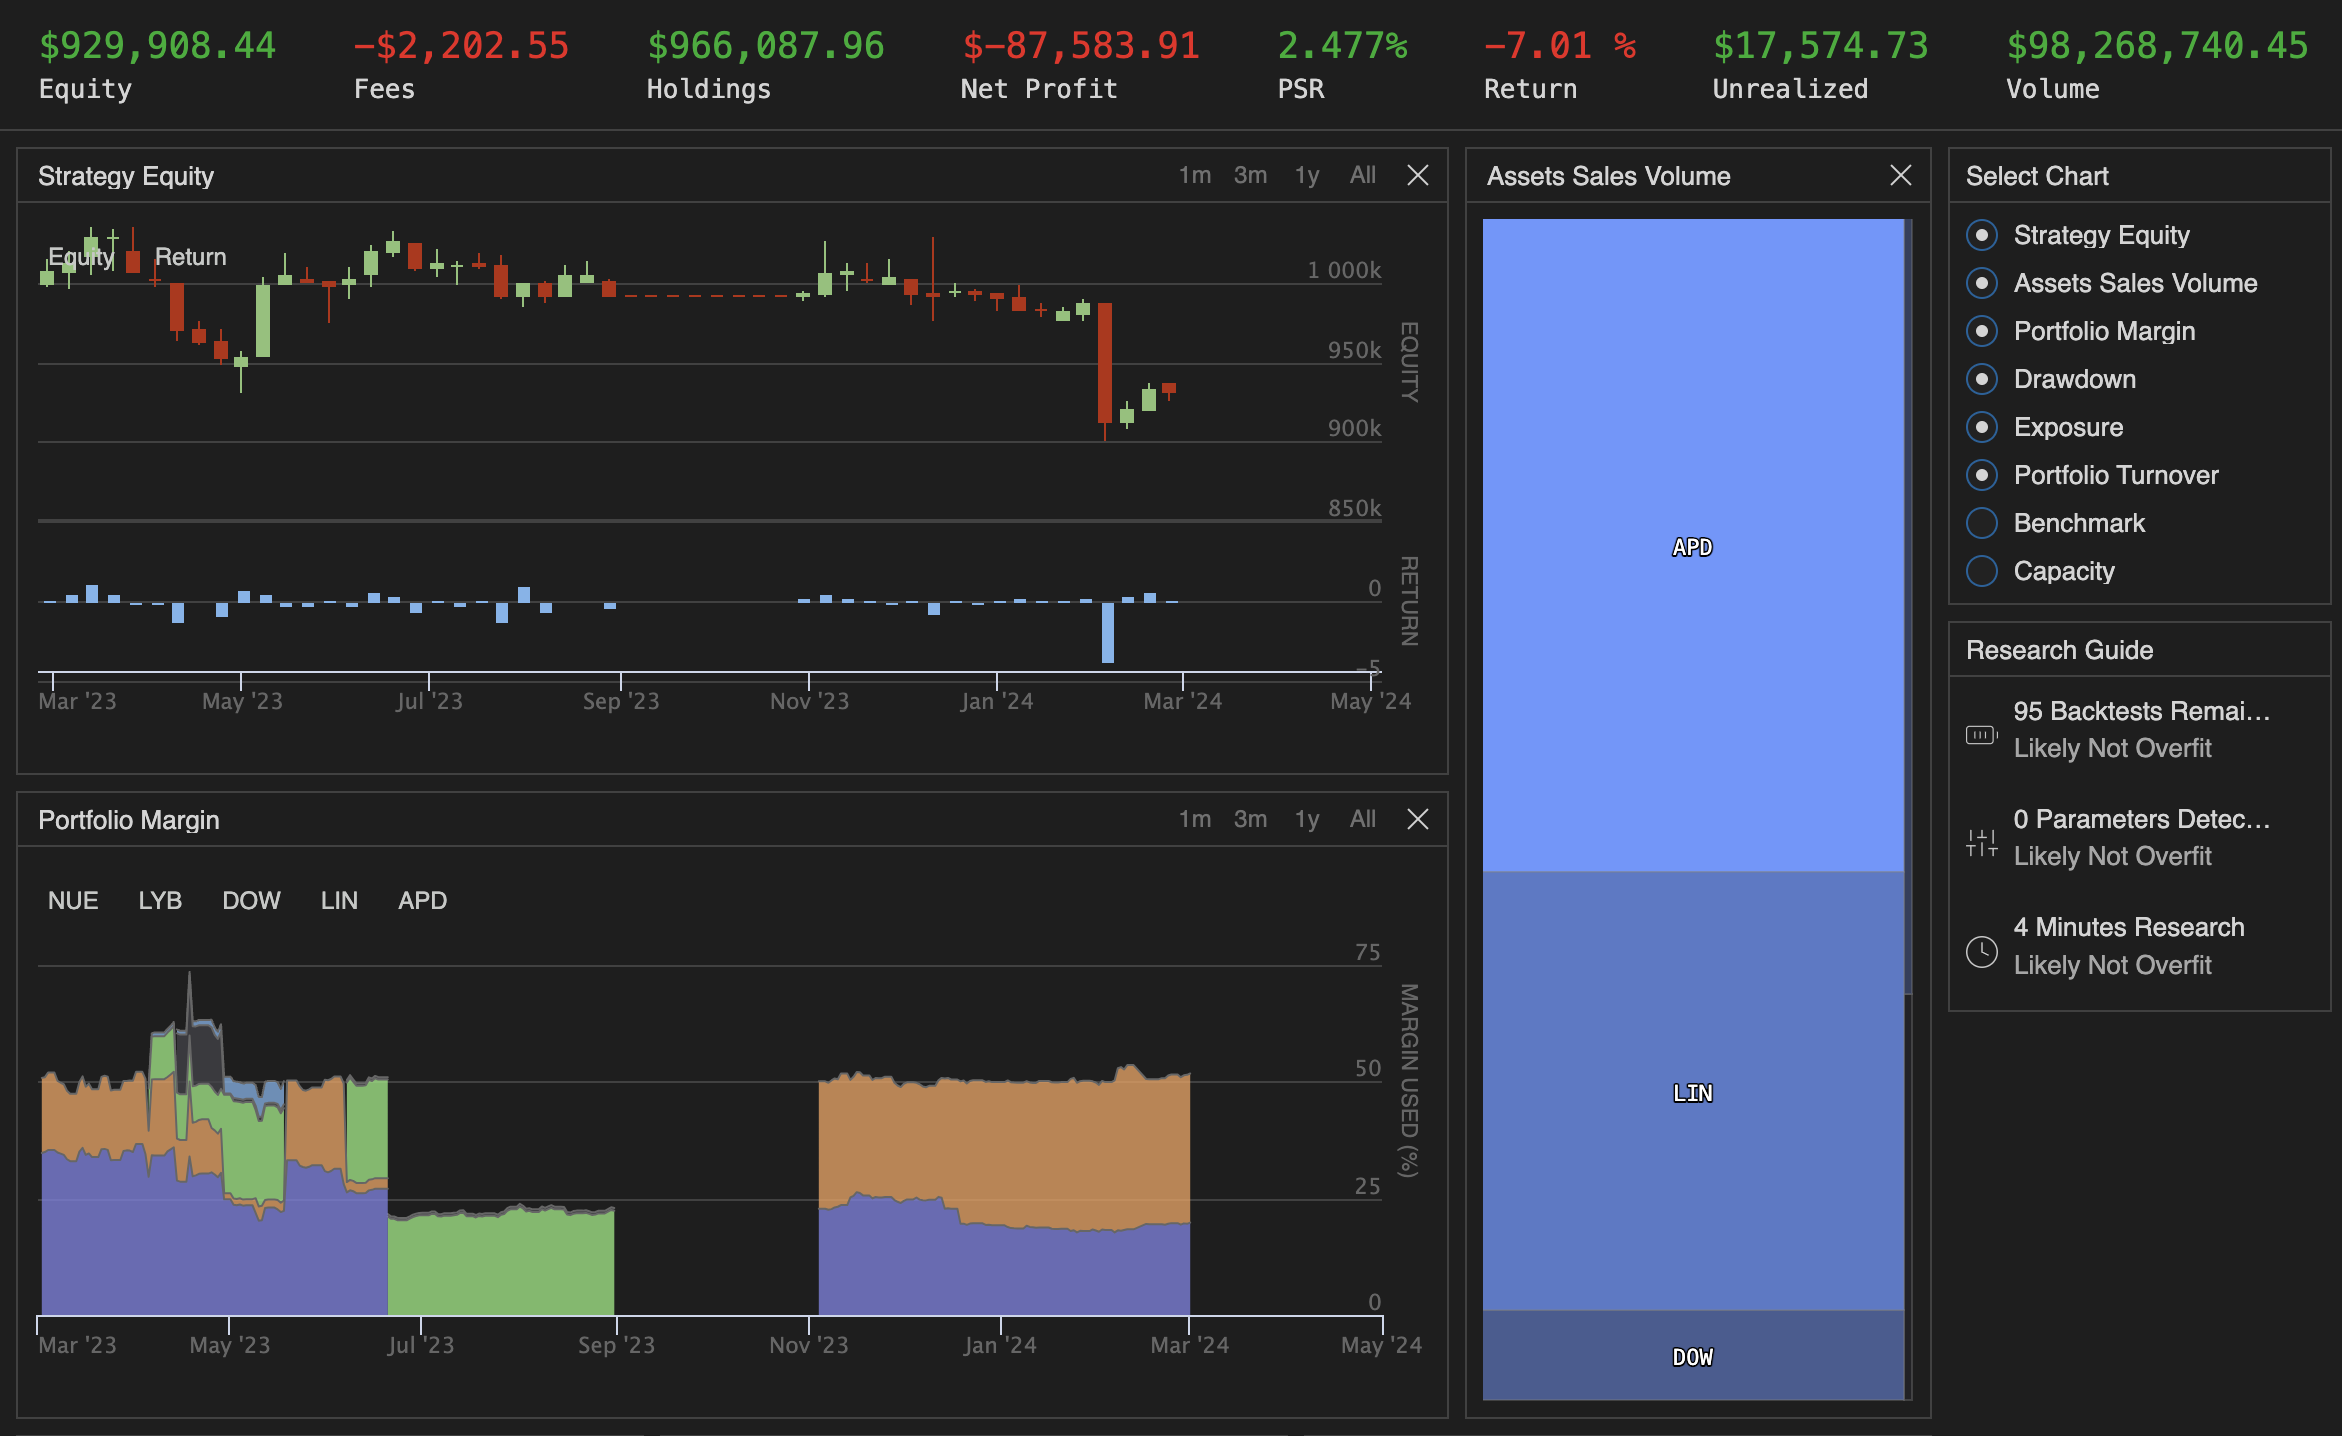 $929,908.44
Equity
-$2,202.55
Fees
$966,087.96
Holdings
$-87,583.91
Net Profit
2.477%
PSR
-7.01 %
Return
$17,574.73
Unrealized
$98,268,740.45
Volume
Strategy Equity
1m 3m 1y All
Equity Return
1 000k
950k
900k
850k
EQUITY
0
-5
RETURN
Mar '23 May '23 Jul '23 Sep '23 Nov '23 Jan '24 Mar '24 May '24
Portfolio Margin
1m 3m 1y All
NUE LYB DOW LIN APD
75
50
25
0
MARGIN USED (%)
Mar '23 May '23 Jul '23 Sep '23 Nov '23 Jan '24 Mar '24 May '24
Assets Sales Volume
APD
LIN
DOW
Select Chart
Strategy Equity
Assets Sales Volume
Portfolio Margin
Drawdown
Exposure
Portfolio Turnover
Benchmark
Capacity
Research Guide
95 Backtests Remai...
Likely Not Overfit
0 Parameters Detec...
Likely Not Overfit
4 Minutes Research
Likely Not Overfit